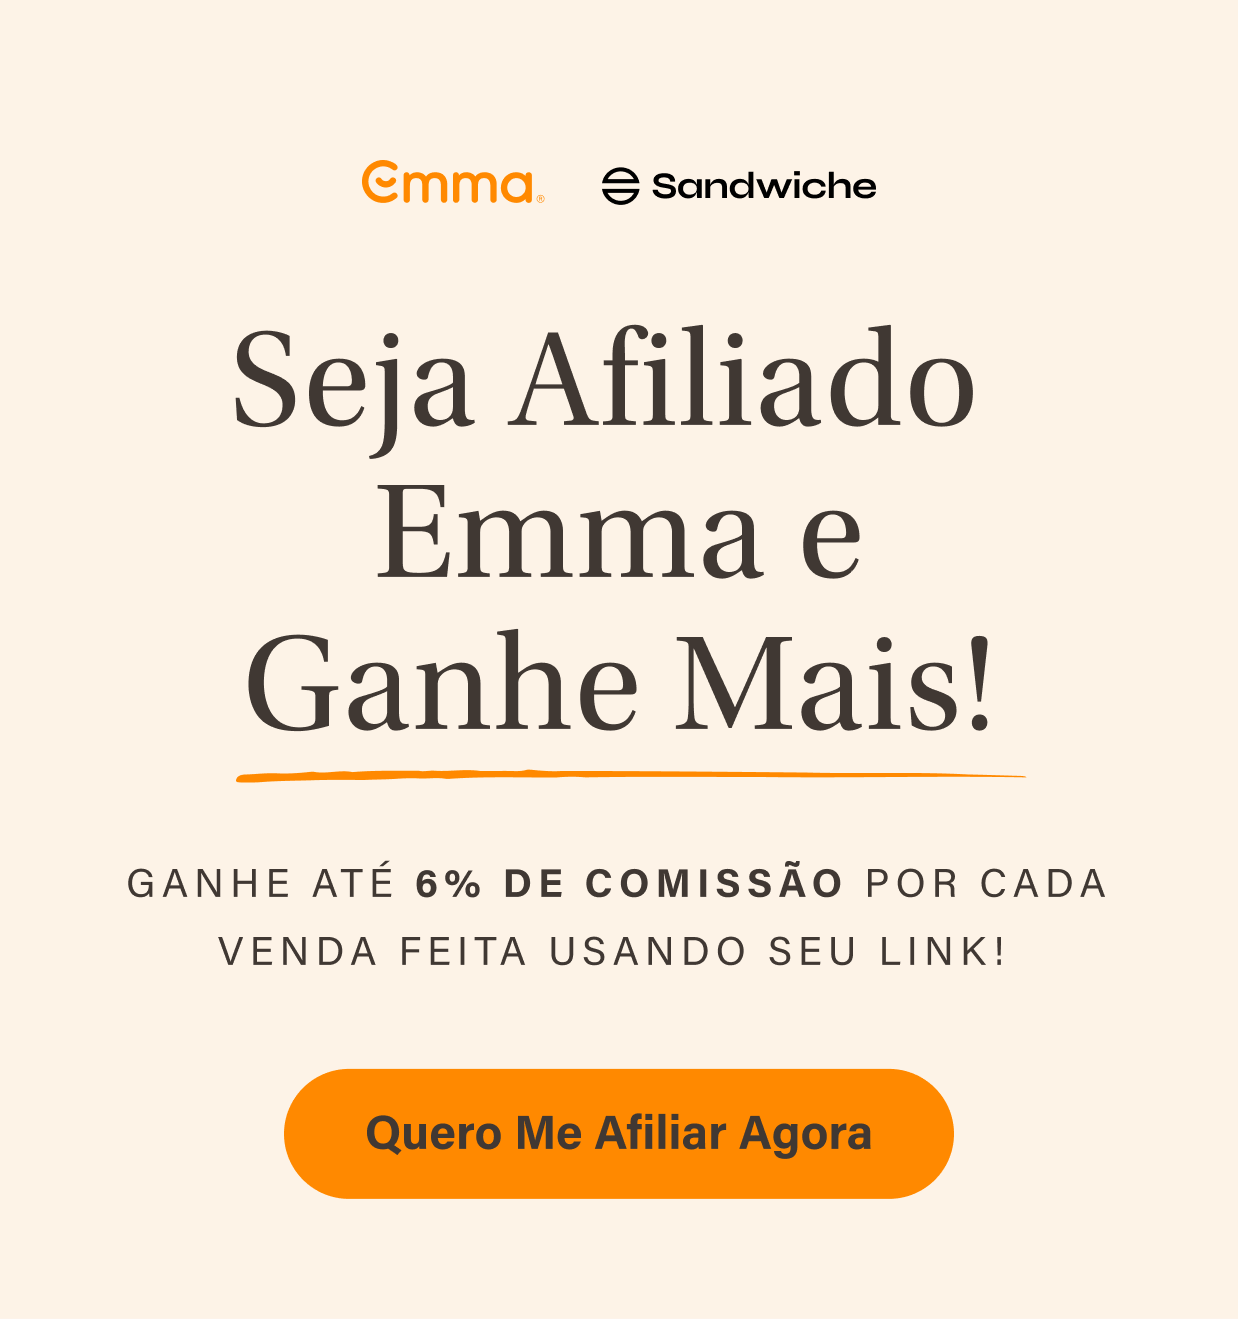 emma® Sandwiche
Seja Afiliado
Emma e
Ganhe Mais!
GANHE ATÉ 6% DE COMISSÃO POR CADA
VENDA FEITA USANDO SEU LINK!
Quero Me Afiliar Agora